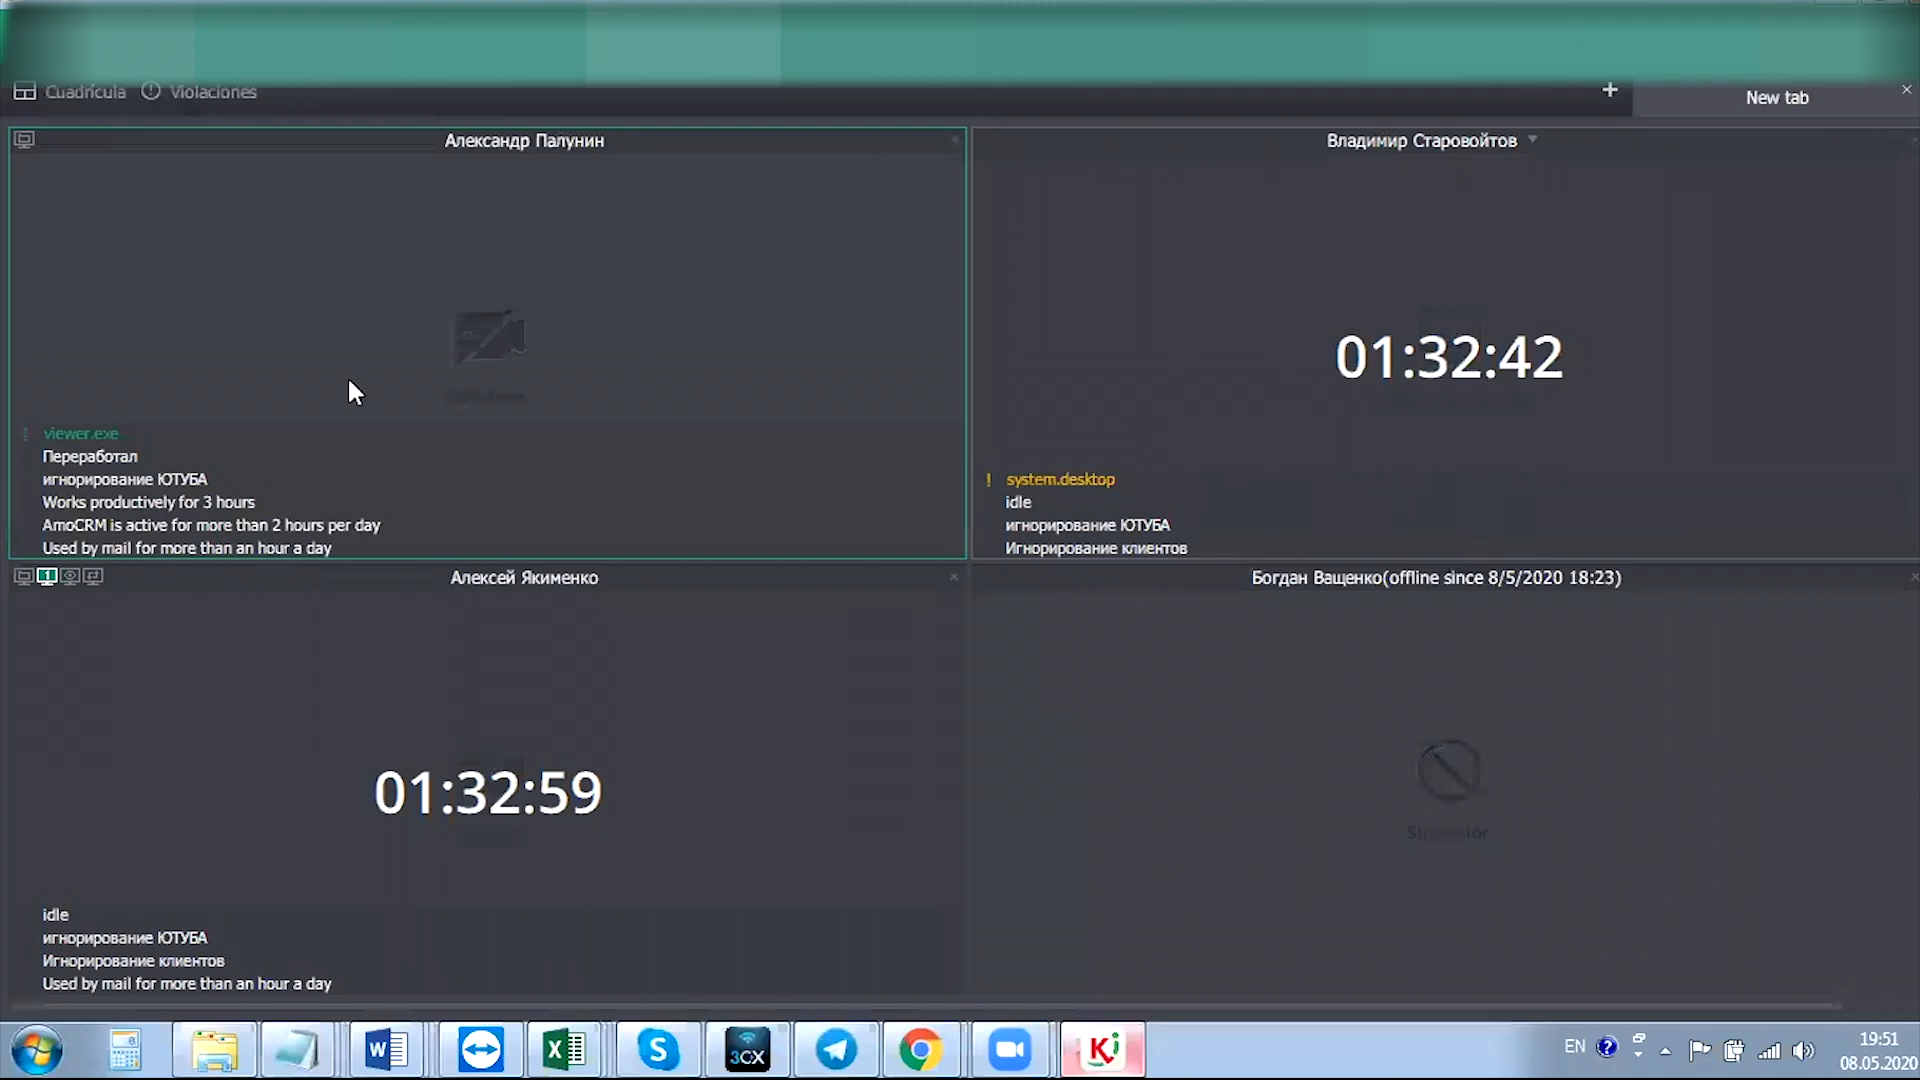 Cuadrícula Violaciones
+ New tab ×
Александр Палунин
viewer.exe
Переработал
игнорирование ЮТУБА
Works productively for 3 hours
AmoCRM is active for more than 2 hours per day
Used by mail for more than an hour a day
Владимир Старовойтов
01:32:42
! system.desktop
idle
игнорирование ЮТУБА
Игнорирование клиентов
1
Алексей Якименко
01:32:59
idle
игнорирование ЮТУБА
Игнорирование клиентов
Used by mail for more than an hour a day
Богдан Ващенко(offline since 8/5/2020 18:23)
W X S 3CX K
EN ? 19:51
08.05.2020